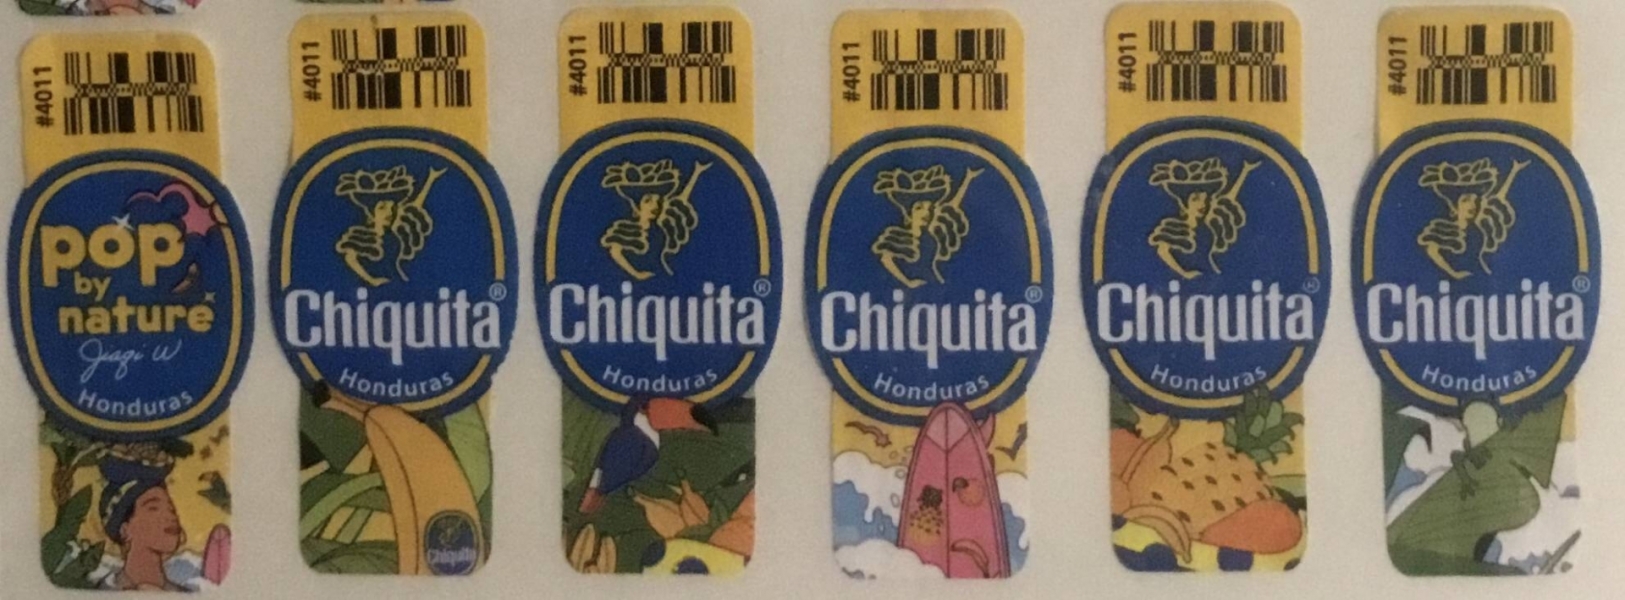 #4011
pop
by
nature
Honduras
#4011
Chiquita®
Honduras
Chiquita
#4011
Chiquita®
Honduras
#4011
Chiquita®
Honduras
#4011
Chiquita®
Honduras
#4011
Chiquita®
Honduras